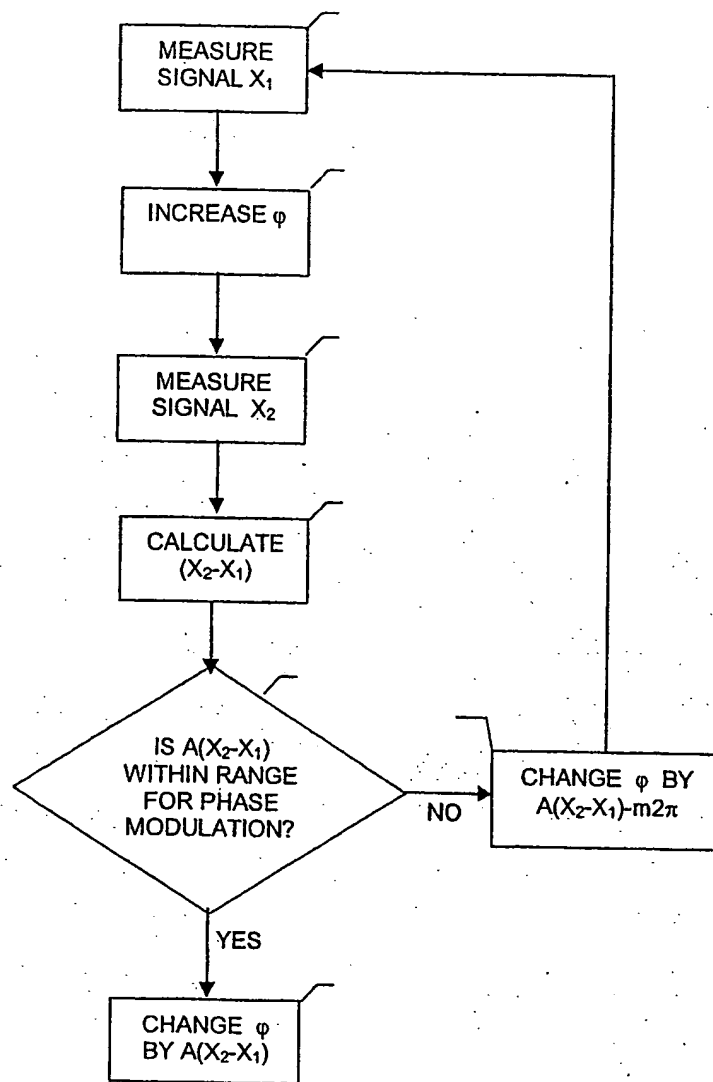 MEASURE
SIGNAL X₁
INCREASE φ
MEASURE
SIGNAL X₂
CALCULATE
(X₂-X₁)
IS A(X₂-X₁)
WITHIN RANGE
FOR PHASE
MODULATION?
NO
CHANGE φ BY
A(X₂-X₁)-m2π
YES
CHANGE φ
BY A(X₂-X₁)